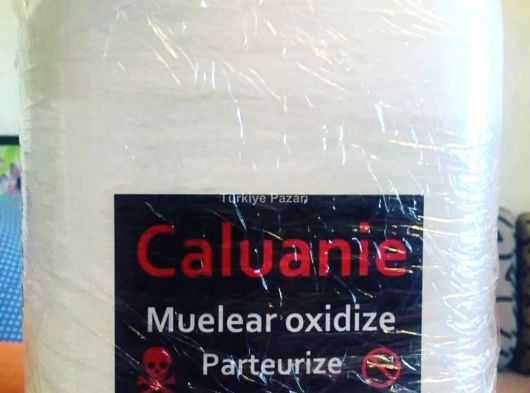 Türkiye Pazarı
Caluanie
Muelear oxidize
Parteurize